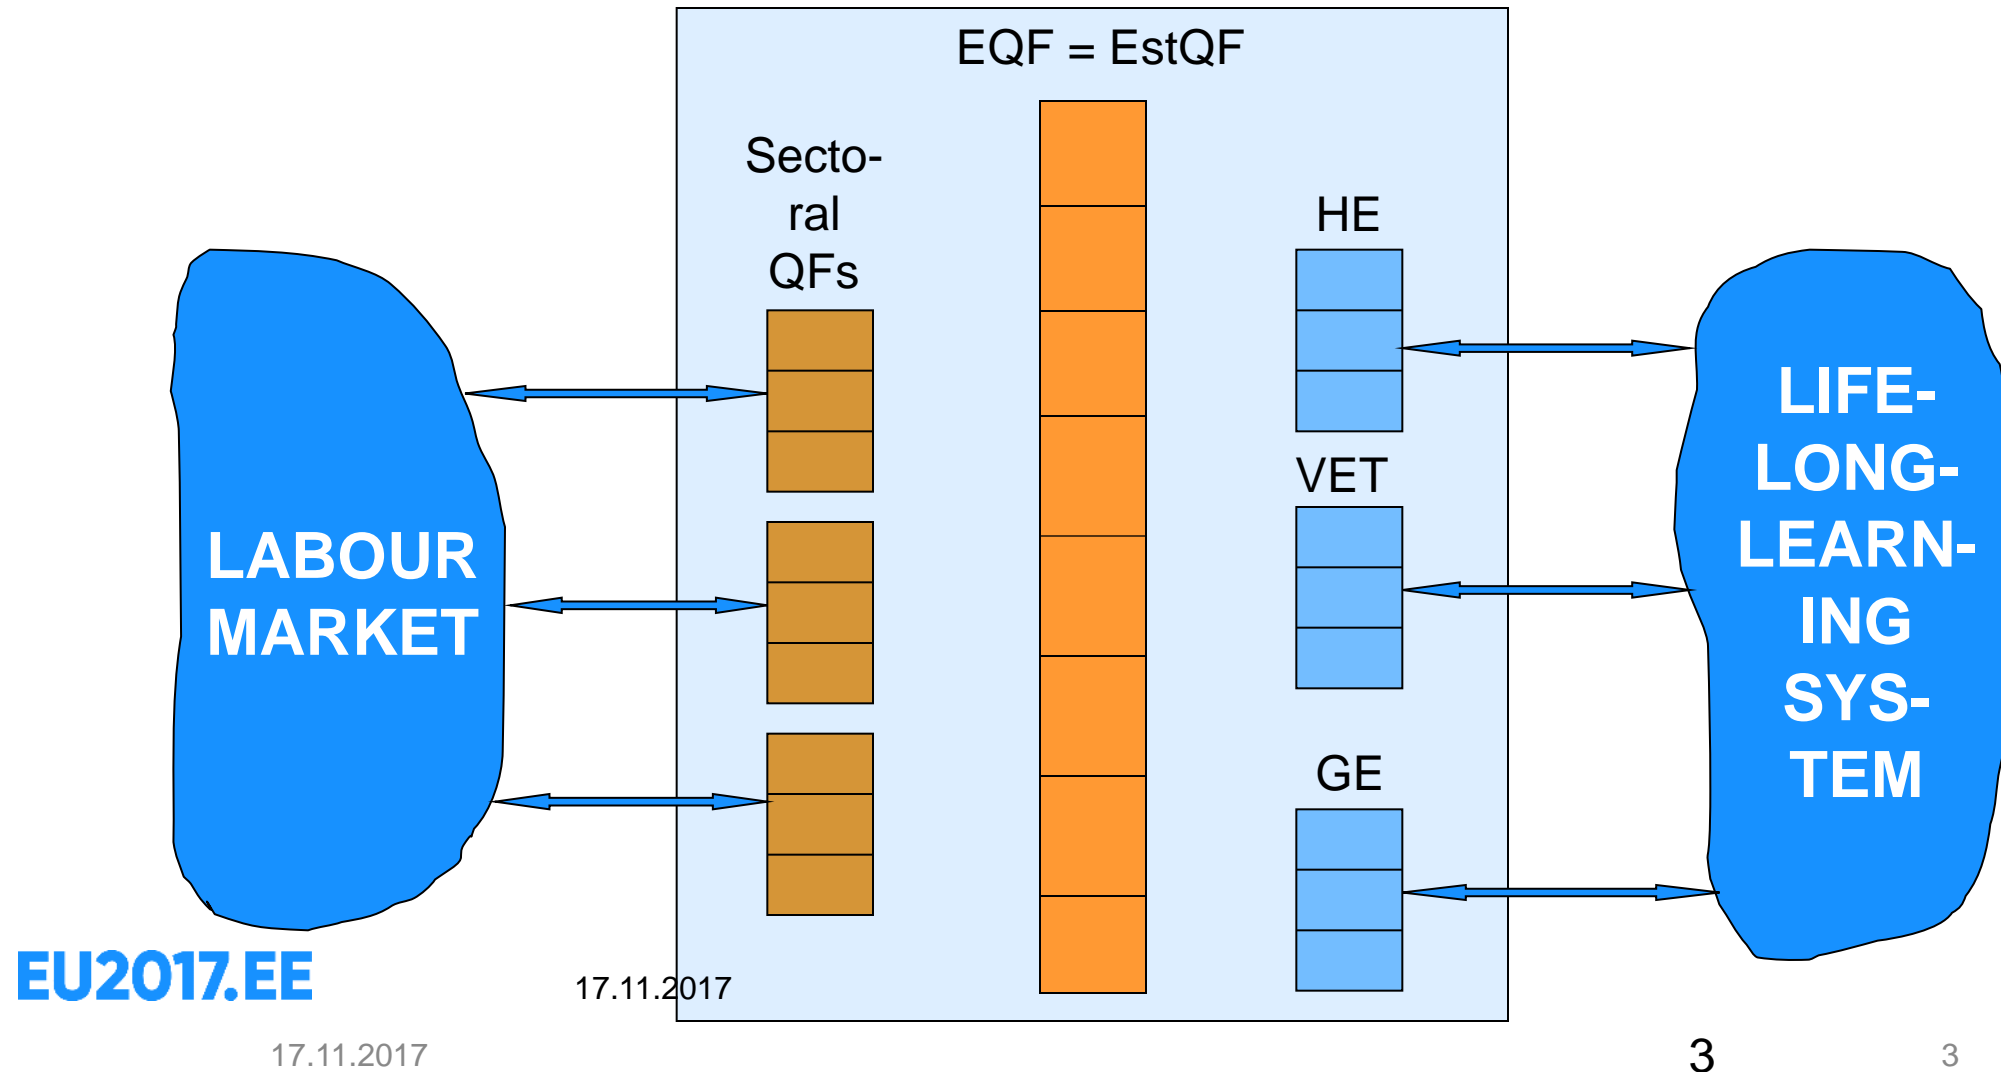 EQF = EstQF
Secto-
ral
QFs
HE
VET
GE
LABOUR
MARKET
LIFE-
LONG-
LEARN-
ING
SYS-
TEM
EU2017.EE
17.11.2017
17.11.2017
3
3